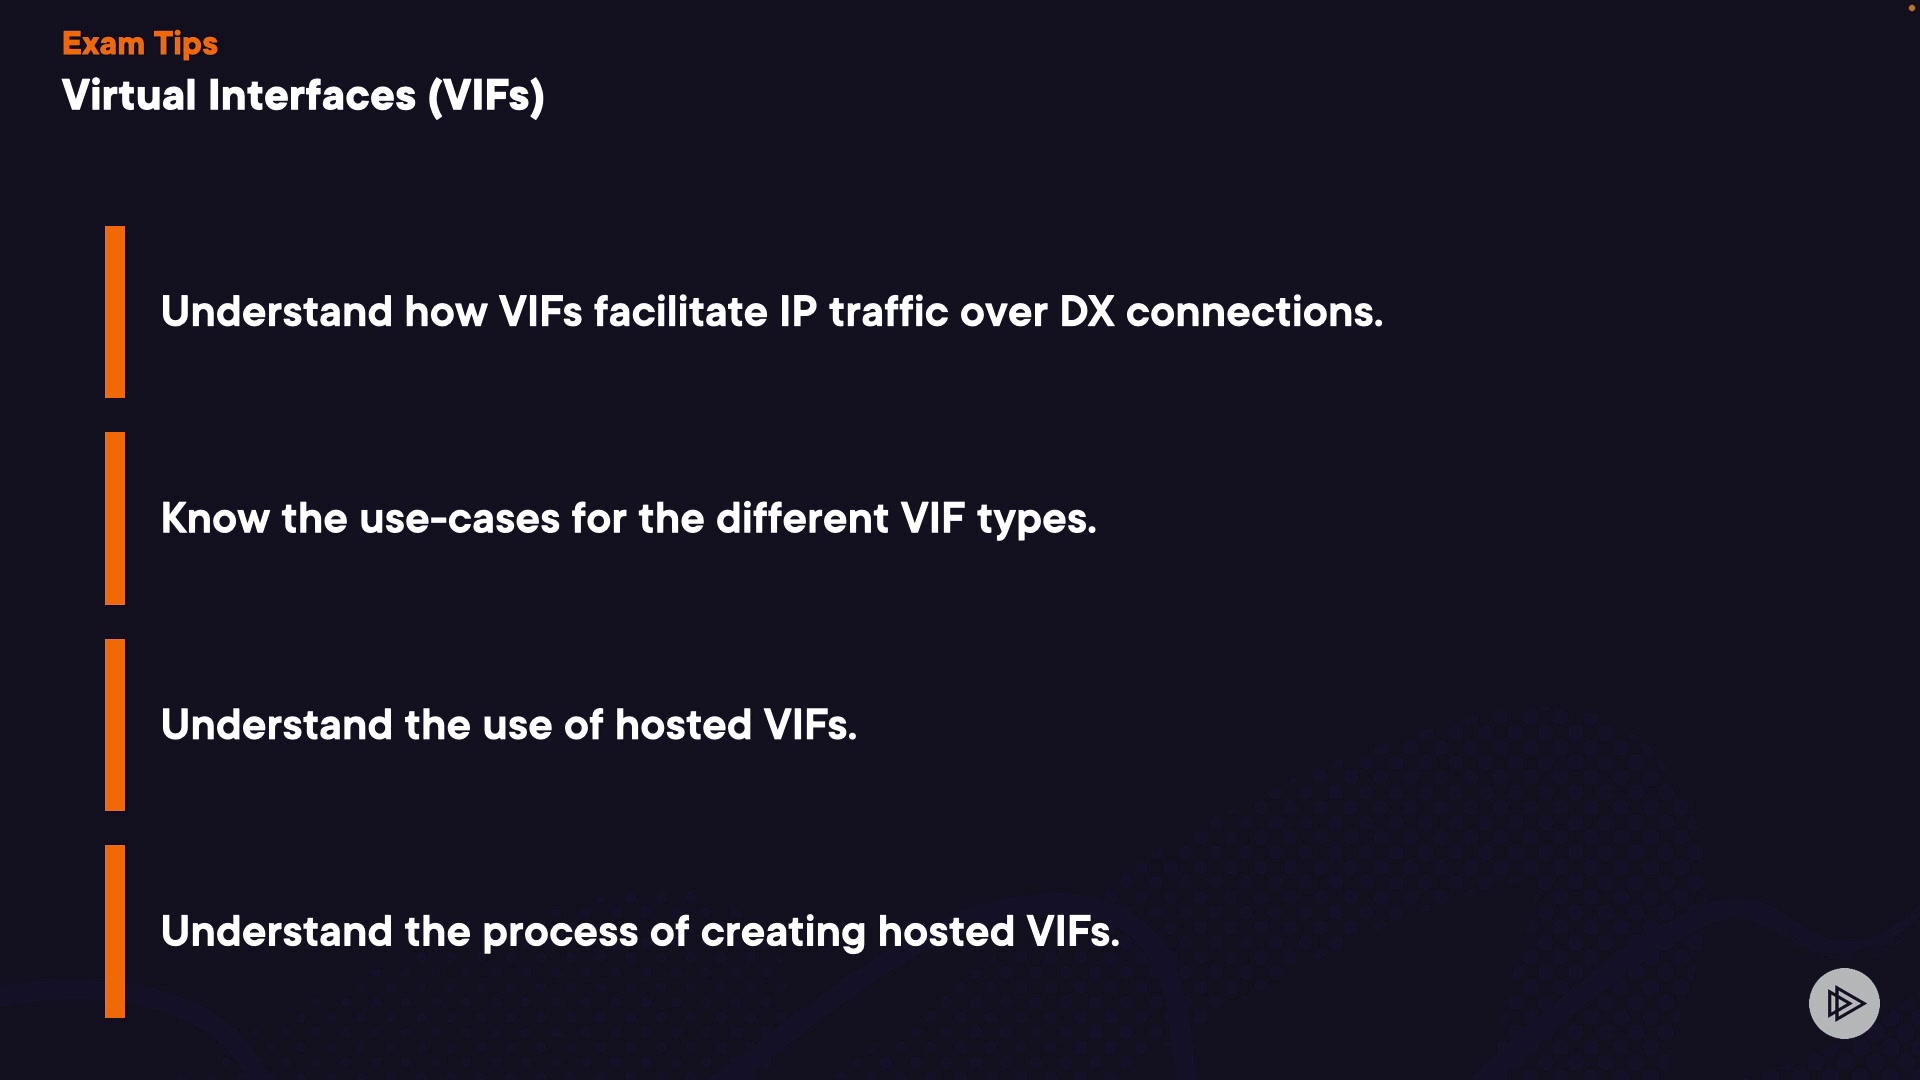 Exam Tips
Virtual Interfaces (VIFs)
Understand how VIFs facilitate IP traffic over DX connections.
Know the use-cases for the different VIF types.
Understand the use of hosted VIFs.
Understand the process of creating hosted VIFs.